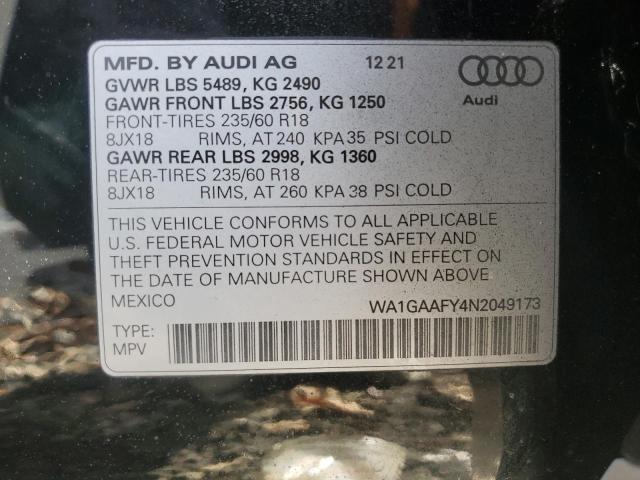 MFD. BY AUDI AG 12 21
GVWR LBS 5489, KG 2490
GAWR FRONT LBS 2756, KG 1250
FRONT-TIRES 235/60 R18
8JX18 RIMS, AT 240 KPA 35 PSI COLD
GAWR REAR LBS 2998, KG 1360
REAR-TIRES 235/60 R18
8JX18 RIMS, AT 260 KPA 38 PSI COLD
Audi
THIS VEHICLE CONFORMS TO ALL APPLICABLE
U.S. FEDERAL MOTOR VEHICLE SAFETY AND
THEFT PREVENTION STANDARDS IN EFFECT ON
THE DATE OF MANUFACTURE SHOWN ABOVE
MEXICO WA1GAAFY4N2049173
TYPE:
MPV